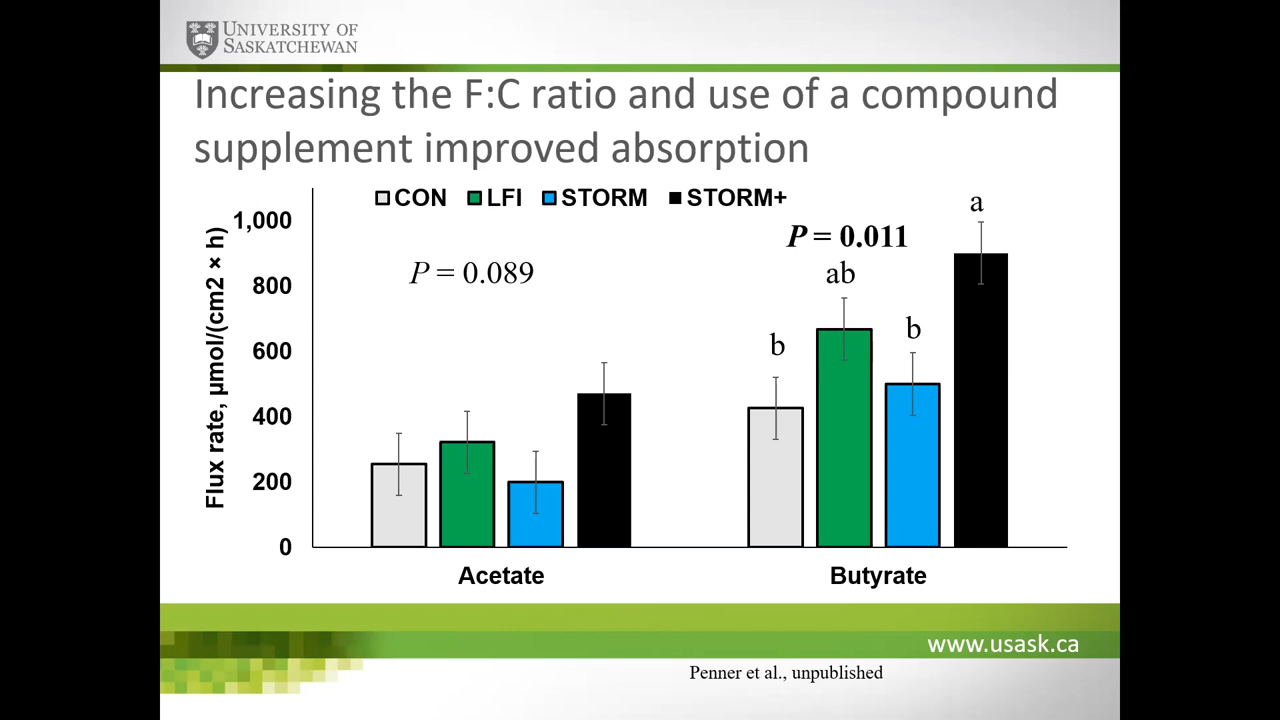 UNIVERSITY OF
SASKATCHEWAN
Increasing the F:C ratio and use of a compound
supplement improved absorption
CON LFI STORM STORM+
Flux rate, µmol/(cm2 × h)
1,000
800
600
400
200
0
P = 0.089
P = 0.011
b
ab
b
a
Acetate
Butyrate
www.usask.ca
Penner et al., unpublished